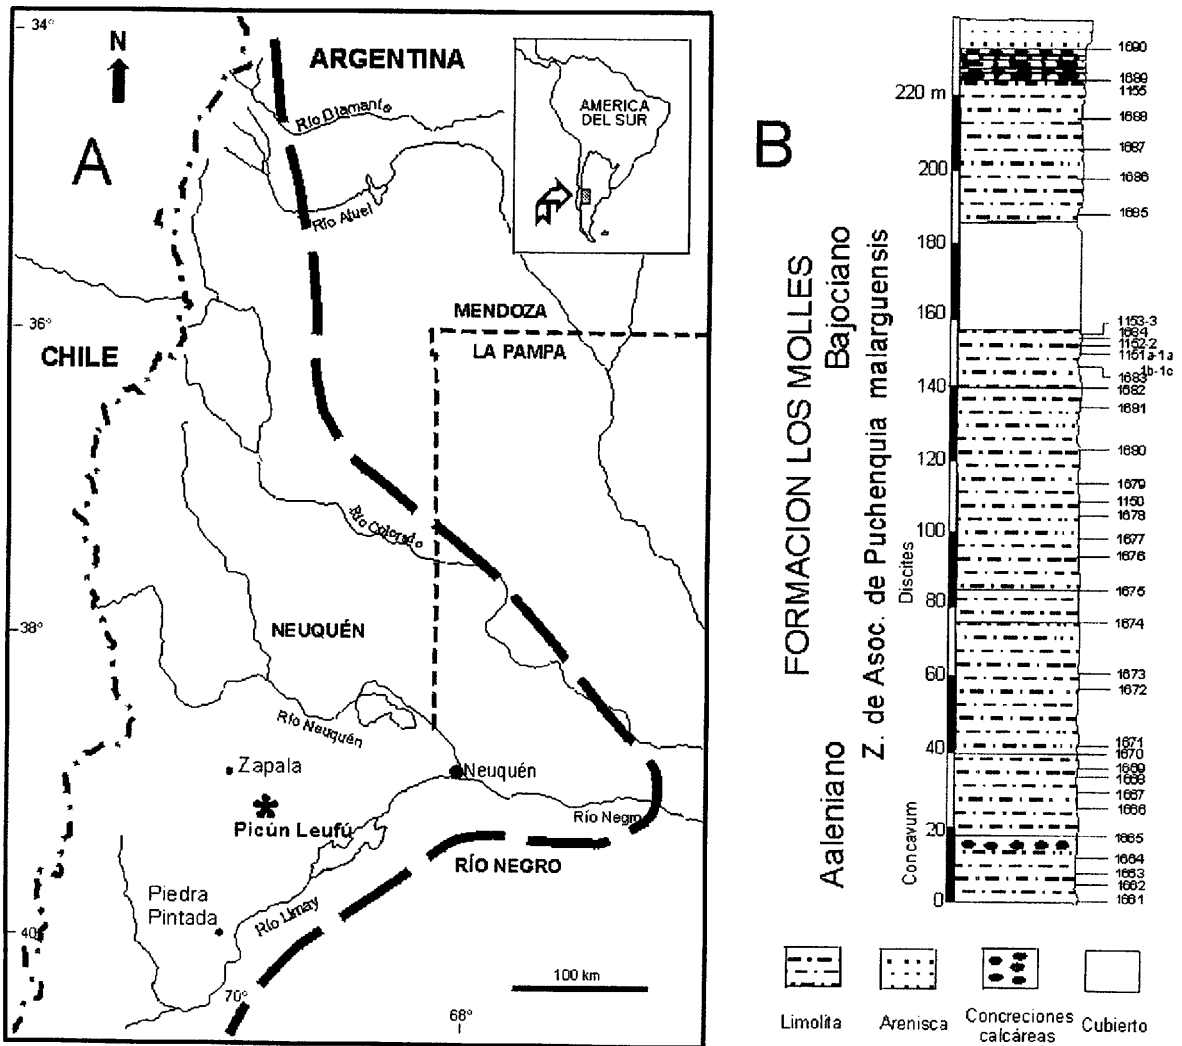 34°
N
ARGENTINA
A
Río Diamante
AMERICA
DEL SUR
Río Atuel
36°
MENDOZA
LA PAMPA
CHILE
Río Colorado
38°
NEUQUÉN
Río Neuquén
Zapala
Neuquén
Picún Leufú
Río Negro
RÍO NEGRO
Piedra
Pintada
Río Limay
40°
70°
68°
100 km
B
FORMACION LOS MOLLES
Aaleniano
Bajociano
Z. de Asoc. de Puchenquia malarguensis
Concavum
Discites
220 m
200
180
160
140
120
100
80
60
40
20
0
1690
1689
1155
1688
1687
1686
1685
1153-3
1684
1152-2
1151a-1a
1b-1c
1683
1682
1681
1680
1679
1150
1678
1677
1676
1675
1674
1673
1672
1671
1670
1669
1668
1667
1666
1665
1664
1663
1662
1661
Limolita
Arenisca
Concreciones
calcáreas
Cubierto